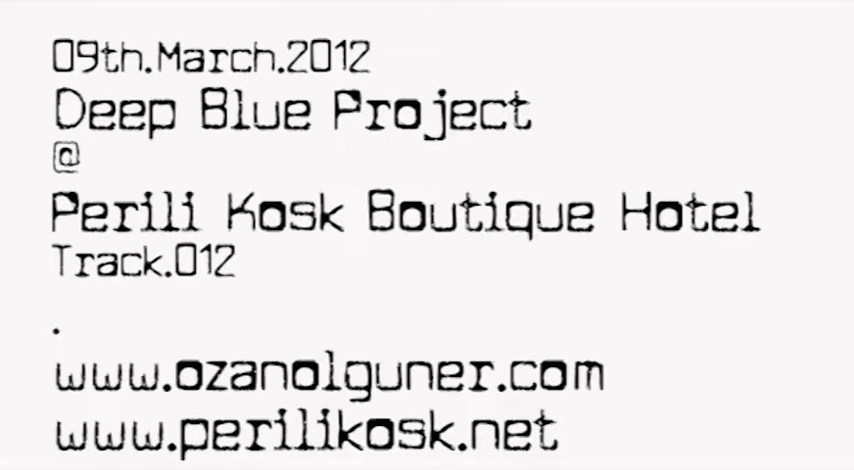 09th.March.2012
Deep Blue Project
@
Perili Kosk Boutique Hotel
Track.012
.
www.ozanolguner.com
www.perilikosk.net